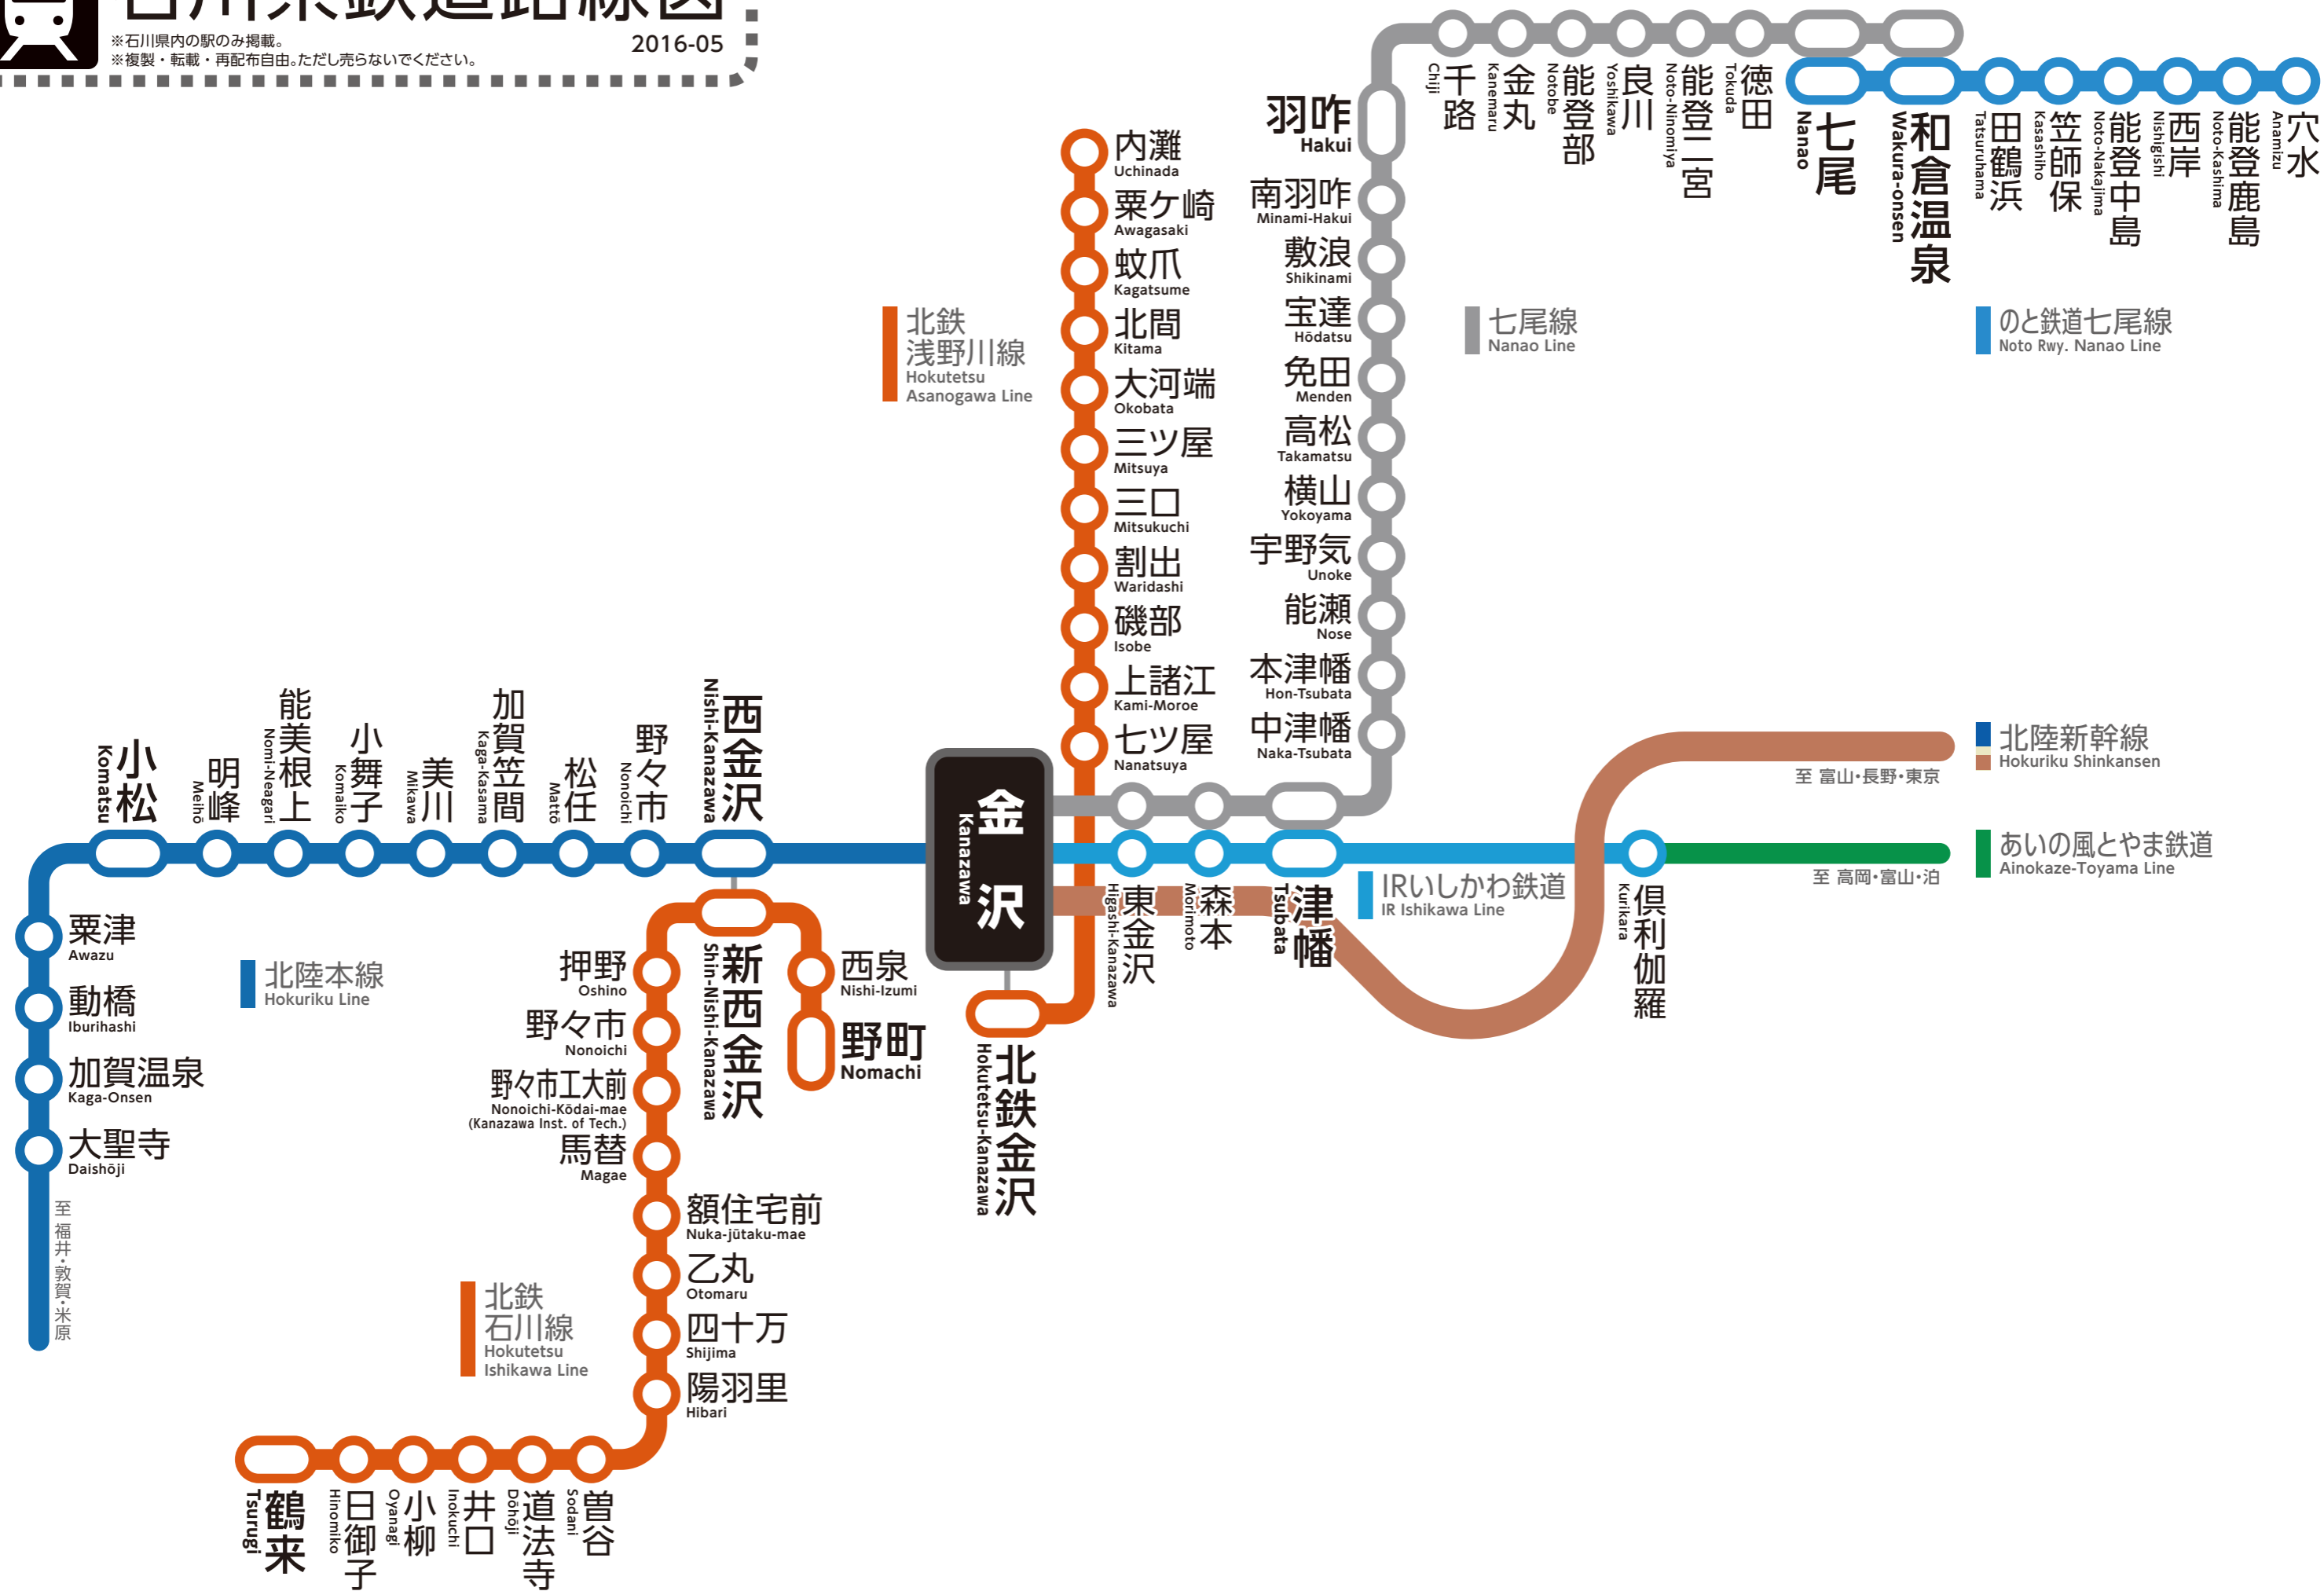 石川県鉄道路線図
※石川県内の駅のみ掲載。
2016-05
※複製・転載・再配布自由。ただし売らないでください。
千路
Chiji
金丸
Kanemaru
能登部
Notobe
良川
Yoshikawa
能登二宮
Noto-Ninomiya
徳田
Tokuda
七尾
Nanao
和倉温泉
Wakura-onsen
田鶴浜
Tatsuruhama
笠師保
Kasashiho
能登中島
Noto-Nakajima
西岸
Nishigishi
能登鹿島
Noto-Kashima
穴水
Anamizu
羽咋
Hakui
南羽咋
Minami-Hakui
敷浪
Shikinami
宝達
Hōdatsu
免田
Menden
高松
Takamatsu
横山
Yokoyama
宇野気
Unoke
能瀬
Nose
本津幡
Hon-Tsubata
中津幡
Naka-Tsubata
内灘
Uchinada
粟ケ崎
Awagasaki
蚊爪
Kagatsume
北間
Kitama
大河端
Okobata
三ツ屋
Mitsuya
三口
Mitsukuchi
割出
Waridashi
磯部
Isobe
上諸江
Kami-Moroe
七ツ屋
Nanatsuya
北鉄
浅野川線
Hokutetsu
Asanogawa Line
七尾線
Nanao Line
のと鉄道七尾線
Noto Rwy. Nanao Line
小松
Komatsu
明峰
Meihō
能美根上
Nomi-Neagari
小舞子
Komaiko
美川
Mikawa
加賀笠間
Kaga-Kasama
松任
Mattō
野々市
Nonoichi
西金沢
Nishi-Kanazawa
金沢
Kanazawa
北陸新幹線
Hokuriku Shinkansen
至 富山・長野・東京
あいの風とやま鉄道
Ainokaze-Toyama Line
至 高岡・富山・泊
IRいしかわ鉄道
IR Ishikawa Line
東金沢
Higashi-Kanazawa
森本
Morimoto
津幡
Tsubata
倶利伽羅
Kurikara
粟津
Awazu
動橋
Iburihashi
加賀温泉
Kaga-Onsen
大聖寺
Daishōji
至 福井・敦賀・米原
北陸本線
Hokuriku Line
新西金沢
Shin-Nishi-Kanazawa
西泉
Nishi-Izumi
野町
Nomachi
北鉄金沢
Hokutetsu-Kanazawa
押野
Oshino
野々市
Nonoichi
野々市工大前
Nonoichi-Kōdai-mae
(Kanazawa Inst. of Tech.)
馬替
Magae
額住宅前
Nuka-jūtaku-mae
乙丸
Otomaru
四十万
Shijima
陽羽里
Hibari
北鉄
石川線
Hokutetsu
Ishikawa Line
鶴来
Tsurugi
日御子
Hinomiko
小柳
Oyanagi
井口
Inokuchi
道法寺
Dōhōji
曽谷
Sodani